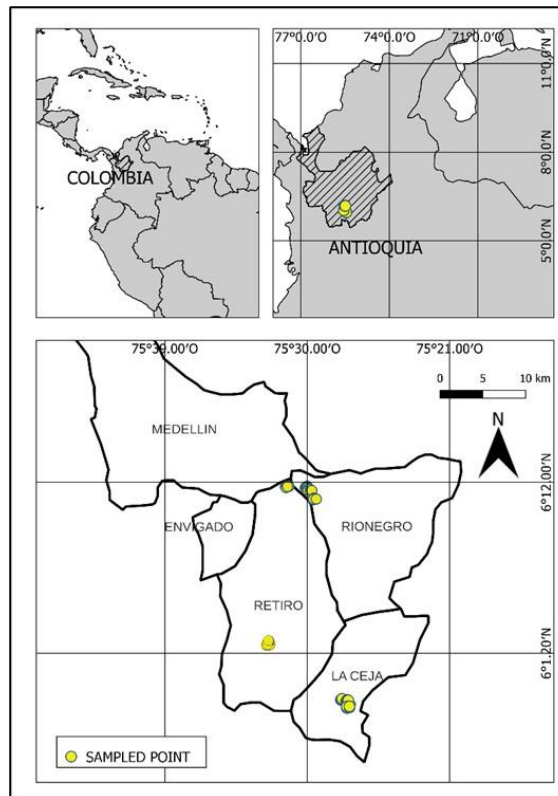 77°0.0'O 74°0.0'O 71°0.0'O
11°0.0'N
8°0.0'N
5°0.0'N
COLOMBIA
ANTIOQUIA
75°39.00'O 75°30.00'O 75°21.00'O
0 5 10 km
N
MEDELLIN
6°12.00'N
ENVIGADO
RIONEGRO
RETIRO
6°1.20'N
LA CEJA
SAMPLED POINT